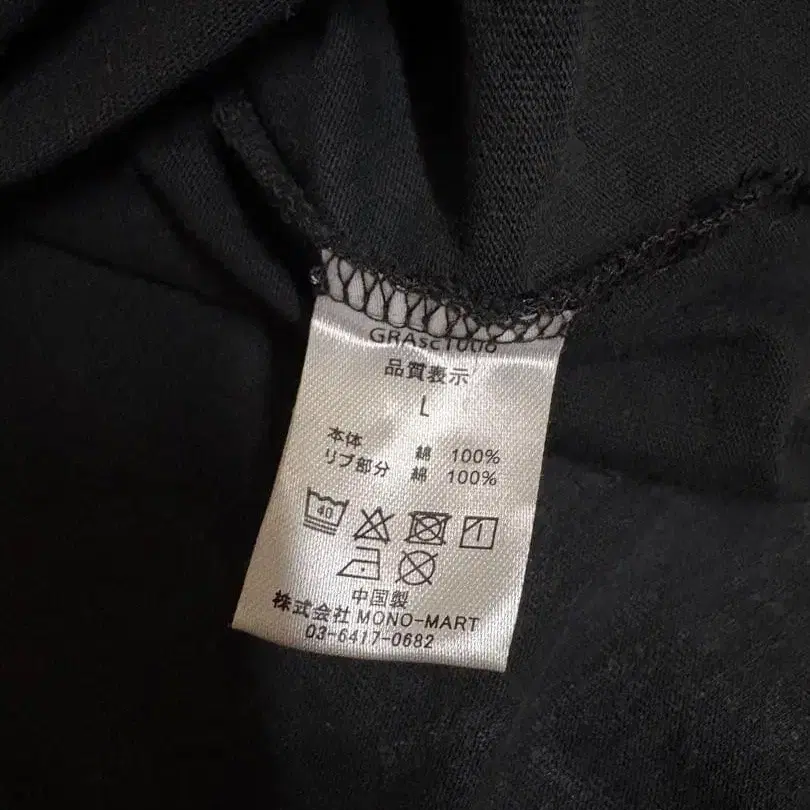 GRAsc1006
品質表示
L
本体 綿 100%
リブ部分 綿 100%
40
中国製
株式会社 MONO-MART
03-6417-0682